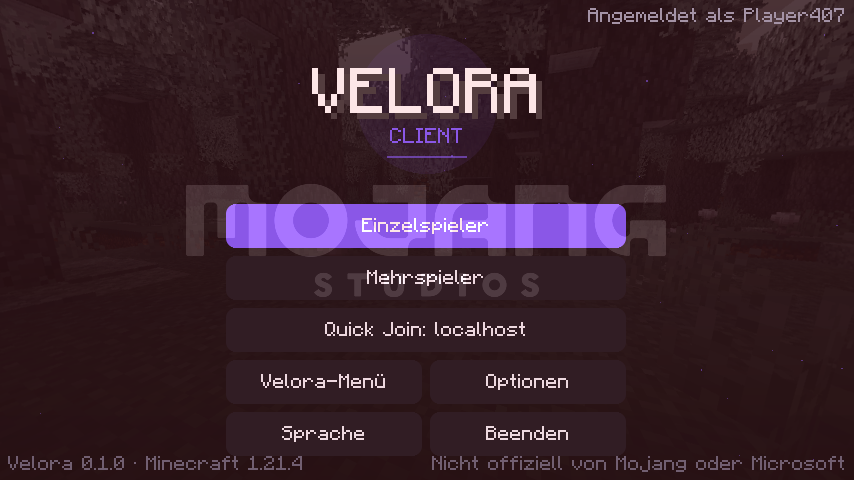 Angemeldet als Player407
VELORA
CLIENT
MOJANG
Einzelspieler
STUDIOS
Mehrspieler
Quick Join: localhost
Velora-Menü
Optionen
Sprache
Beenden
Velora 0.1.0 · Minecraft 1.21.4
Nicht offiziell von Mojang oder Microsoft